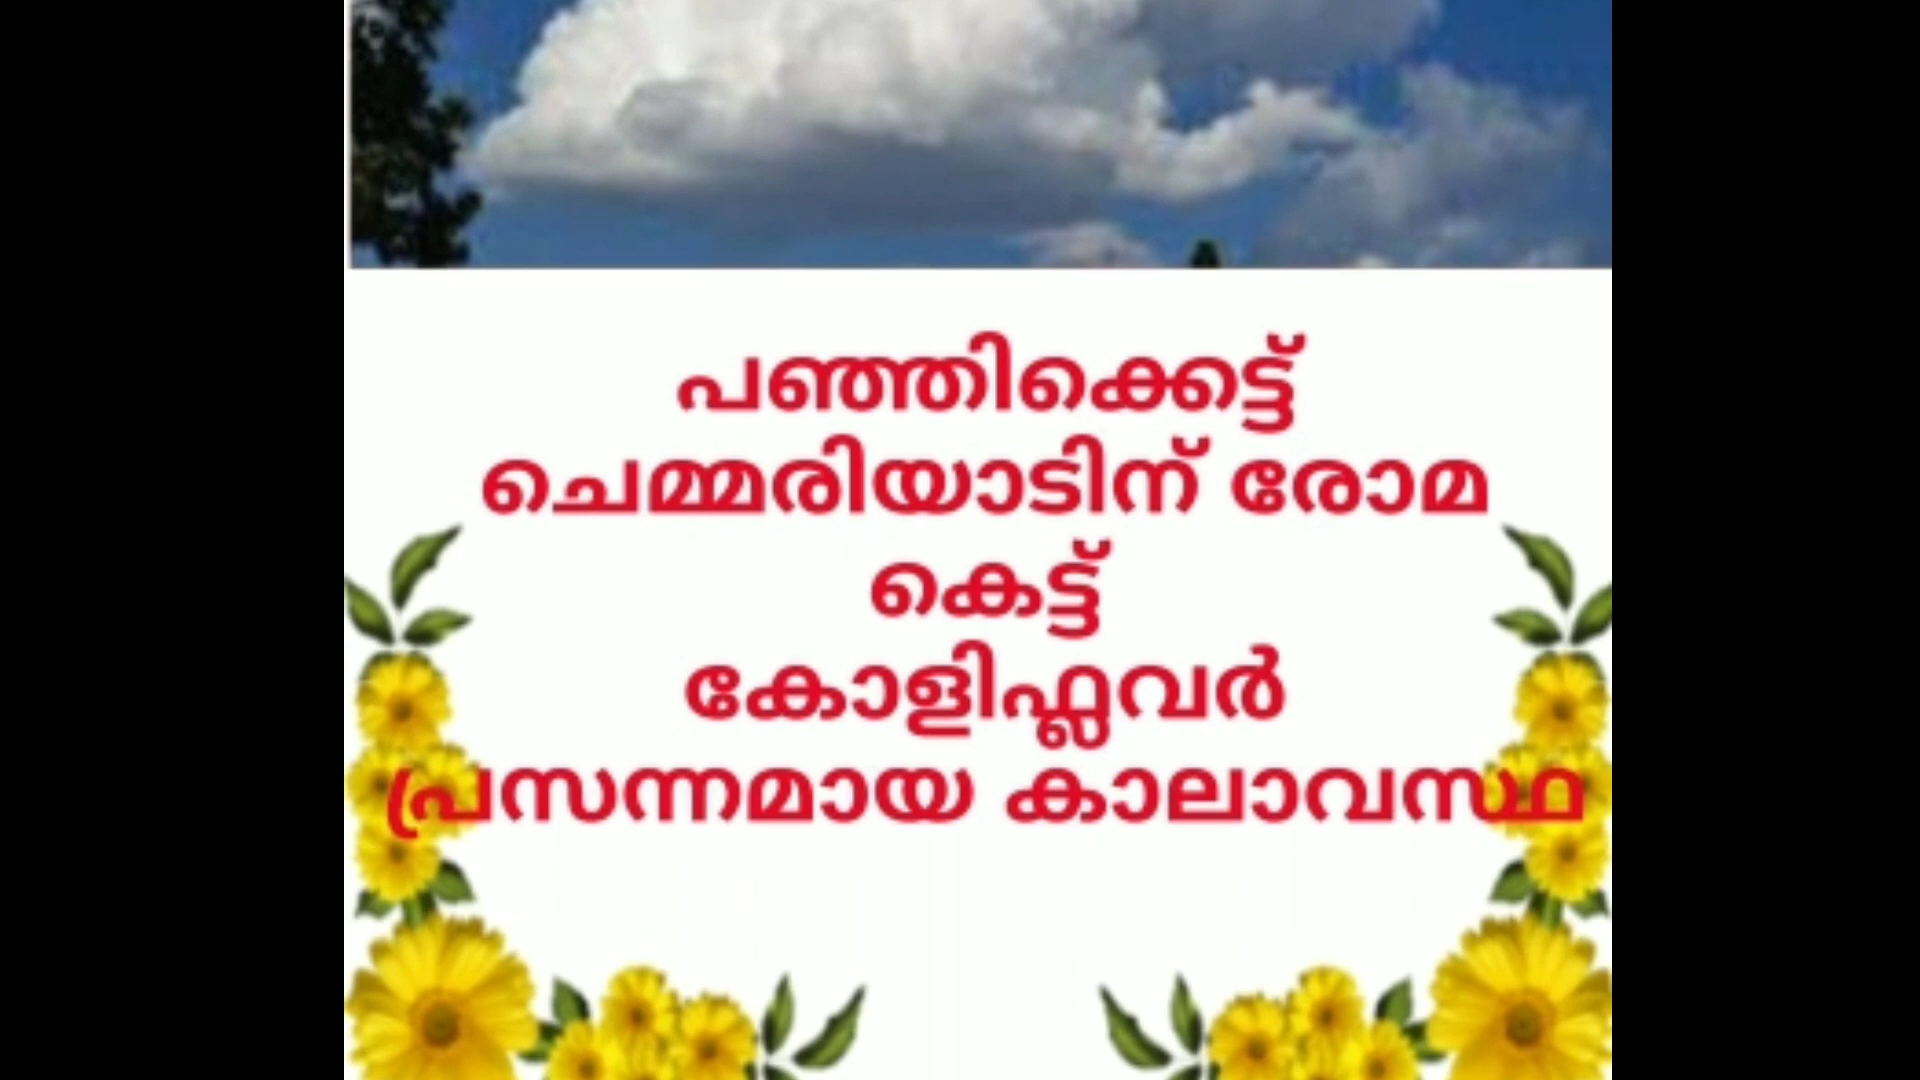 പഞ്ഞിക്കെട്ട്
ചെമ്മരിയാടിന് രോമ
കെട്ട്
കോളിഫ്ലവർ
പ്രസന്നമായ കാലാവസ്ഥ